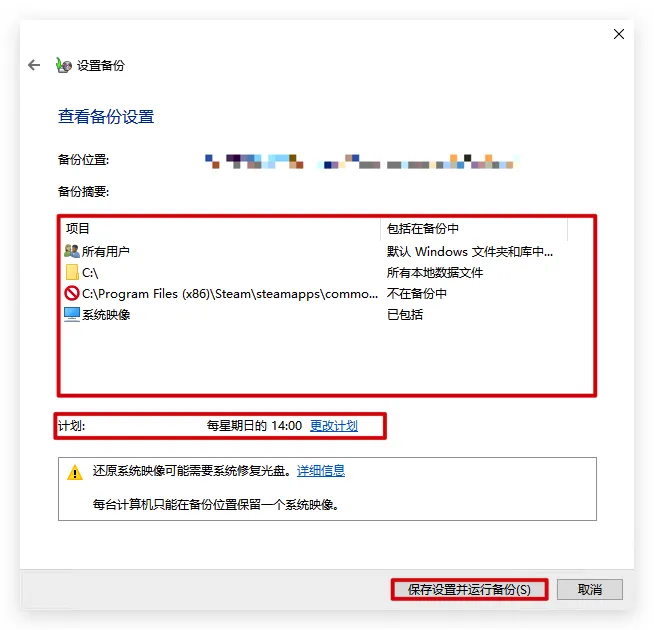 设置备份
查看备份设置
备份位置:
备份摘要:
项目 包括在备份中
所有用户 默认 Windows 文件夹和库中...
C:\ 所有本地数据文件
C:\Program Files (x86)\Steam\steamapps\commo... 不在备份中
系统映像 已包括
计划: 每星期日的 14:00 更改计划
还原系统映像可能需要系统修复光盘。详细信息
每台计算机只能在备份位置保留一个系统映像。
保存设置并运行备份(S) 取消